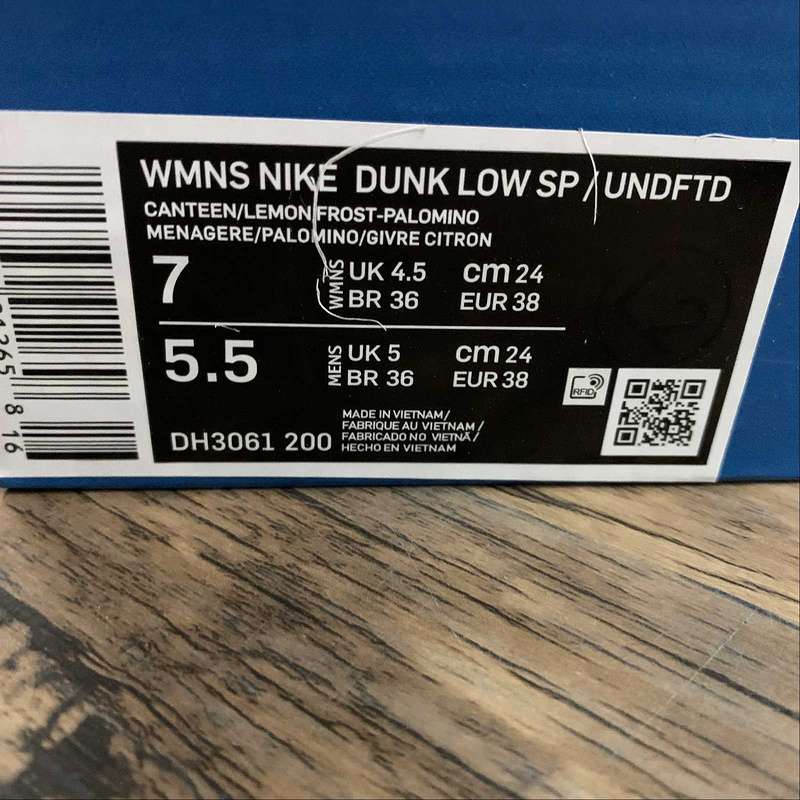 WMNS NIKE DUNK LOW SP / UNDFTD
CANTEEN/LEMON FROST-PALOMINO
MENAGERE/PALOMINO/GIVRE CITRON
7
WMNS
UK 4.5 cm 24
BR 36 EUR 38
5.5
MENS
UK 5 cm 24
BR 36 EUR 38
RFID
DH3061 200
MADE IN VIETNAM/
FABRIQUE AU VIETNAM /
FABRICADO NO VIETNÃ /
HECHO EN VIETNAM
8 16